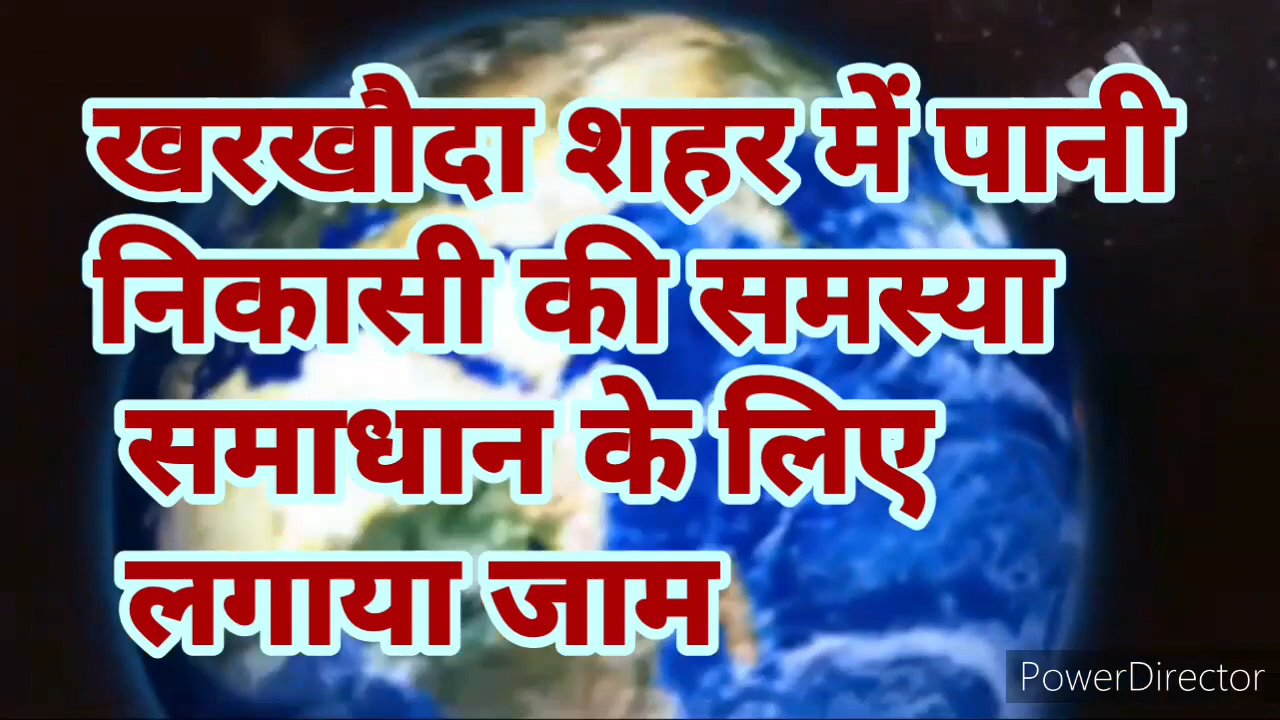 खरखौदा शहर में पानी
निकासी की समस्या
समाधान के लिए
लगाया जाम
PowerDirector